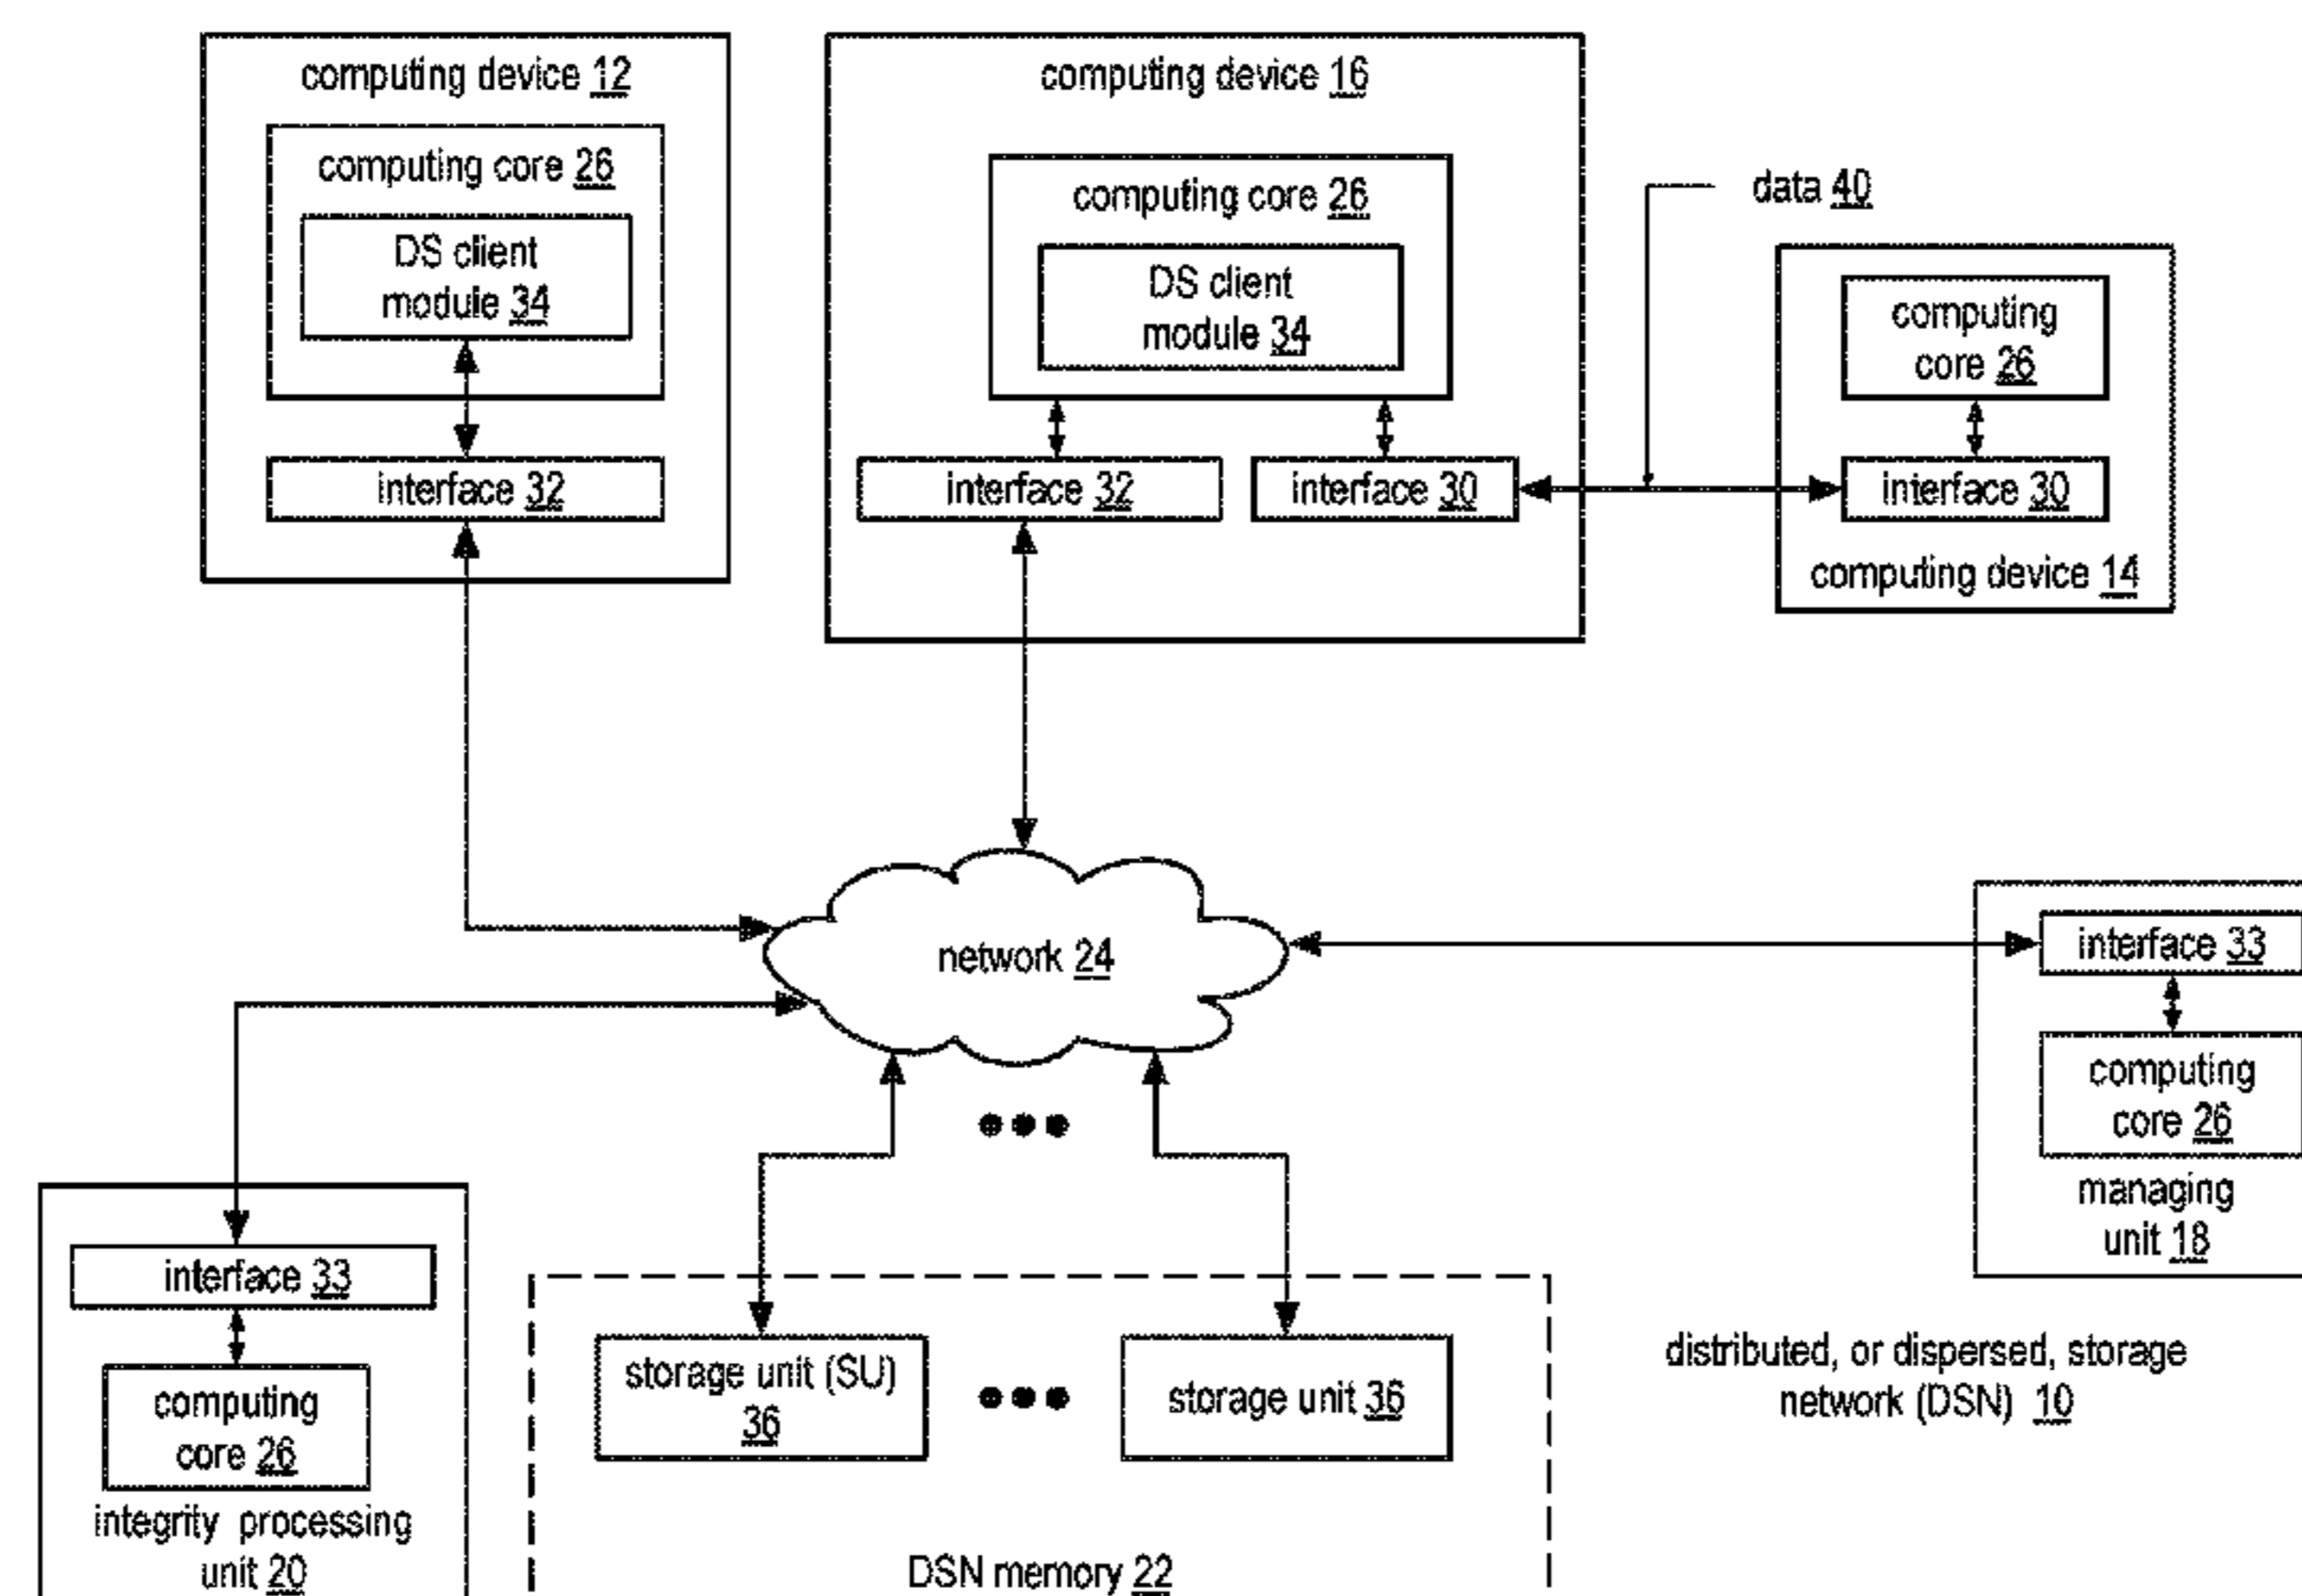 computing device 12
computing core 26
DS client
module 34
interface 32
computing device 16
computing core 26
DS client
module 34
interface 32
interface 30
data 40
computing
core 26
interface 30
computing device 14
network 24
interface 33
computing
core 26
managing
unit 18
interface 33
computing
core 26
integrity processing
unit 20
storage unit (SU)
36
storage unit 36
DSN memory 22
distributed, or dispersed, storage
network (DSN) 10